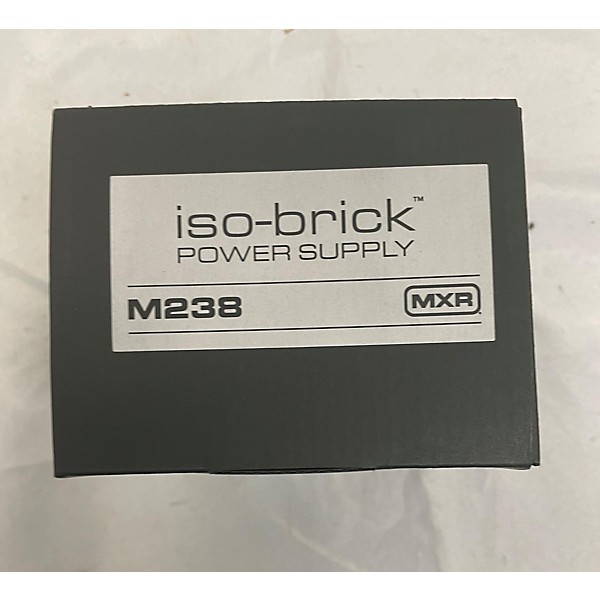 iso-brick™
POWER SUPPLY
M238
MXR